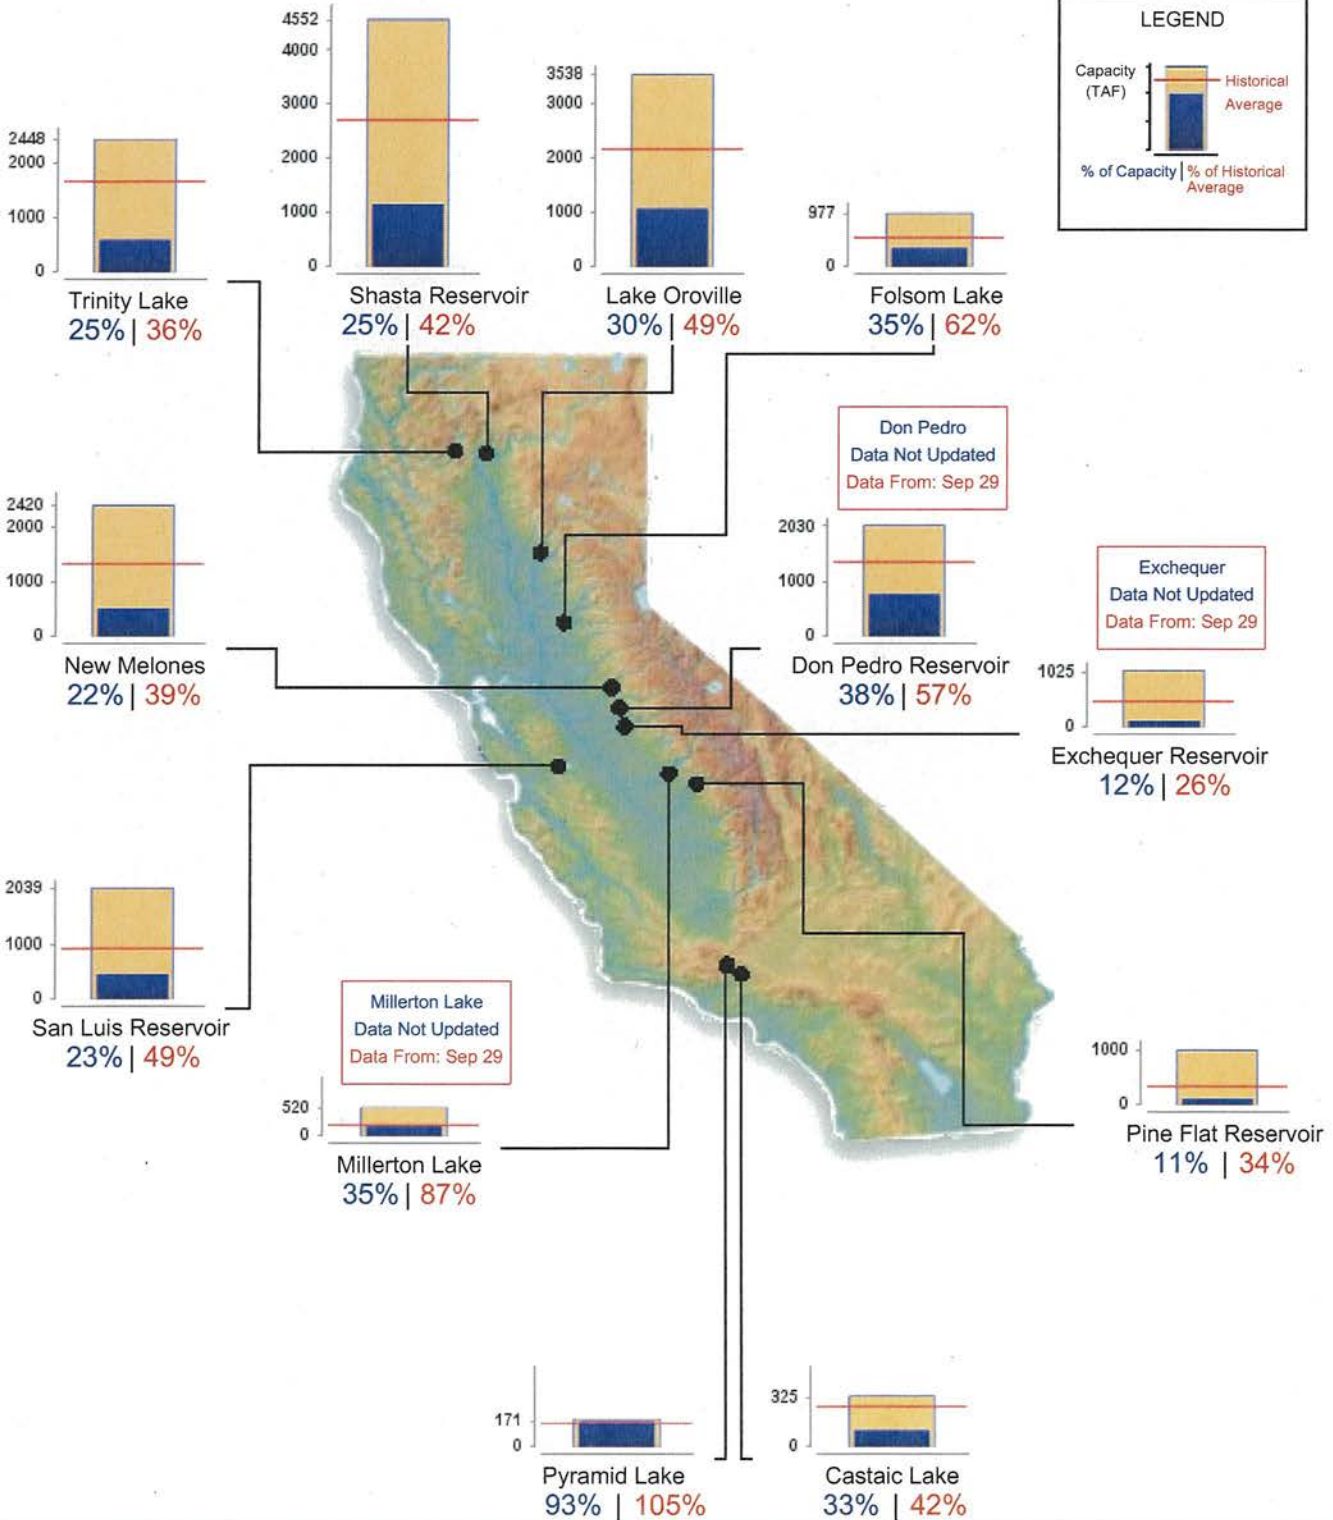 LEGEND
Capacity
(TAF)
Historical
Average
% of Capacity | % of Historical
Average
4552
4000
3000
2000
1000
0
Shasta Reservoir
25% | 42%
3538
3000
2000
1000
0
Lake Oroville
30% | 49%
2448
2000
1000
0
Trinity Lake
25% | 36%
977
0
Folsom Lake
35% | 62%
Don Pedro
Data Not Updated
Data From: Sep 29
2030
1000
0
Don Pedro Reservoir
38% | 57%
2420
2000
1000
0
New Melones
22% | 39%
Exchequer
Data Not Updated
Data From: Sep 29
1025
0
Exchequer Reservoir
12% | 26%
2039
1000
0
San Luis Reservoir
23% | 49%
Millerton Lake
Data Not Updated
Data From: Sep 29
520
0
Millerton Lake
35% | 87%
1000
0
Pine Flat Reservoir
11% | 34%
171
0
Pyramid Lake
93% | 105%
325
0
Castaic Lake
33% | 42%